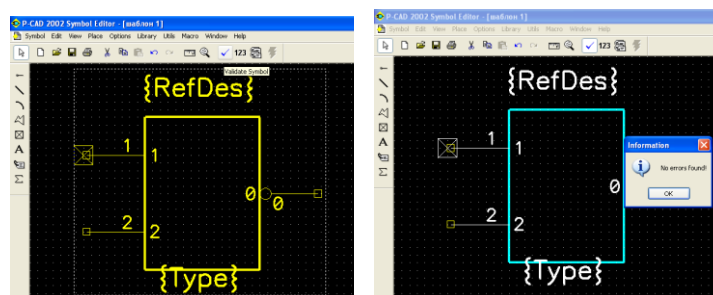 P-CAD 2002 Symbol Editor - [шаблон 1]
Symbol Edit View Place Options Library Utils Macro Window Help
123
Validate Symbol
{RefDes}
1
1
0
0
2
2
{Type}
A
Σ
P-CAD 2002 Symbol Editor - [шаблон 1]
Symbol Edit View Place Options Library Utils Macro Window Help
123
{RefDes}
1
1
Information
No errors found!
OK
0
2
2
{Type}
A
Σ